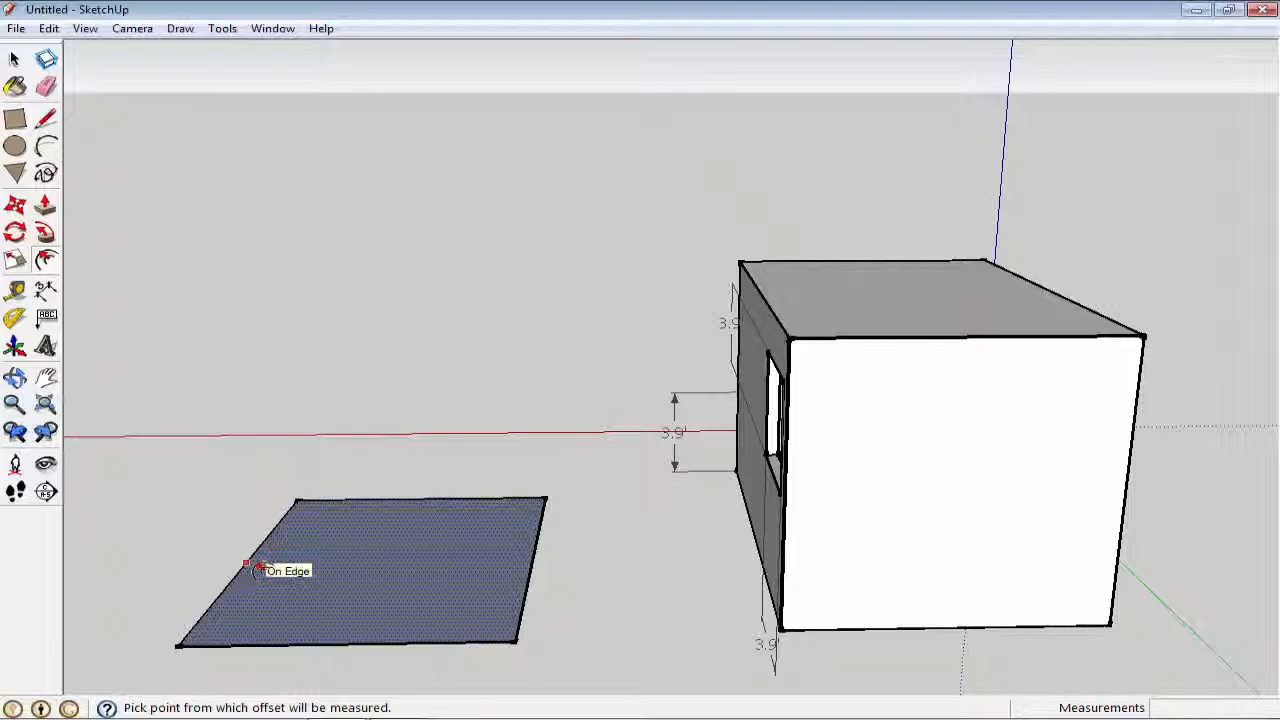 Untitled - SketchUp
File Edit View Camera Draw Tools Window Help
ABC
3.9'
3.9'
On Edge
3.9'
Pick point from which offset will be measured.
Measurements